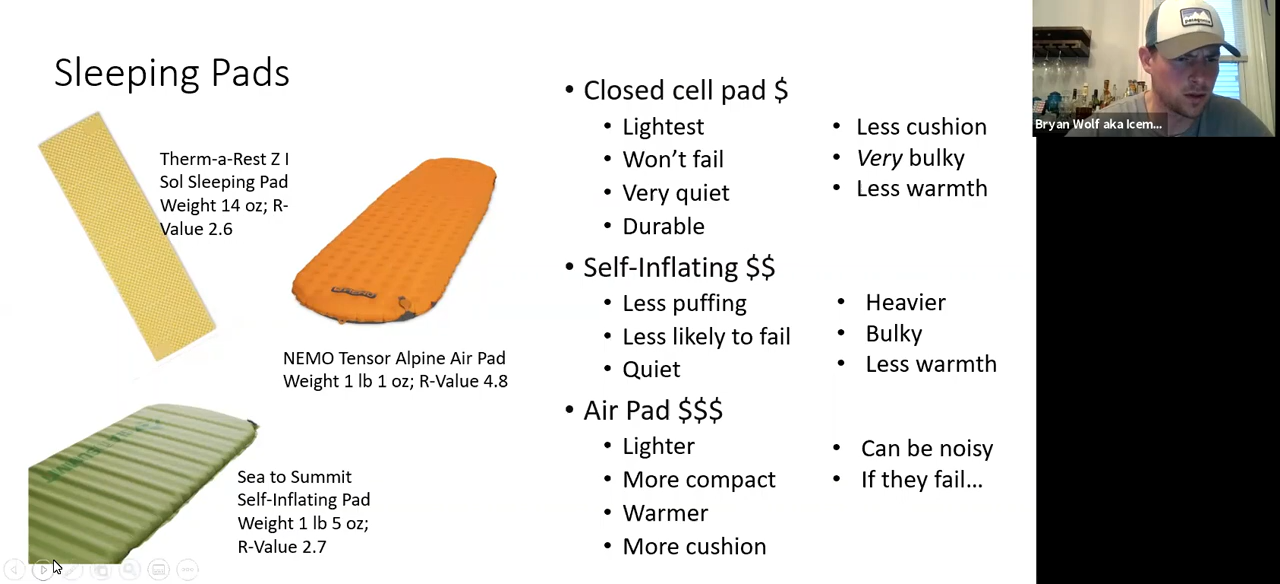 Sleeping Pads
Therm-a-Rest Z l
Sol Sleeping Pad
Weight 14 oz; R-
Value 2.6
NEMO Tensor Alpine Air Pad
Weight 1 lb 1 oz; R-Value 4.8
Sea to Summit
Self-Inflating Pad
Weight 1 lb 5 oz;
R-Value 2.7
• Closed cell pad $
• Lightest
• Won’t fail
• Very quiet
• Durable
• Less cushion
• Very bulky
• Less warmth
• Self-Inflating $$
• Less puffing
• Less likely to fail
• Quiet
• Heavier
• Bulky
• Less warmth
• Air Pad $$$
• Lighter
• More compact
• Warmer
• More cushion
• Can be noisy
• If they fail…
patagonia
Bryan Wolf aka Icem...